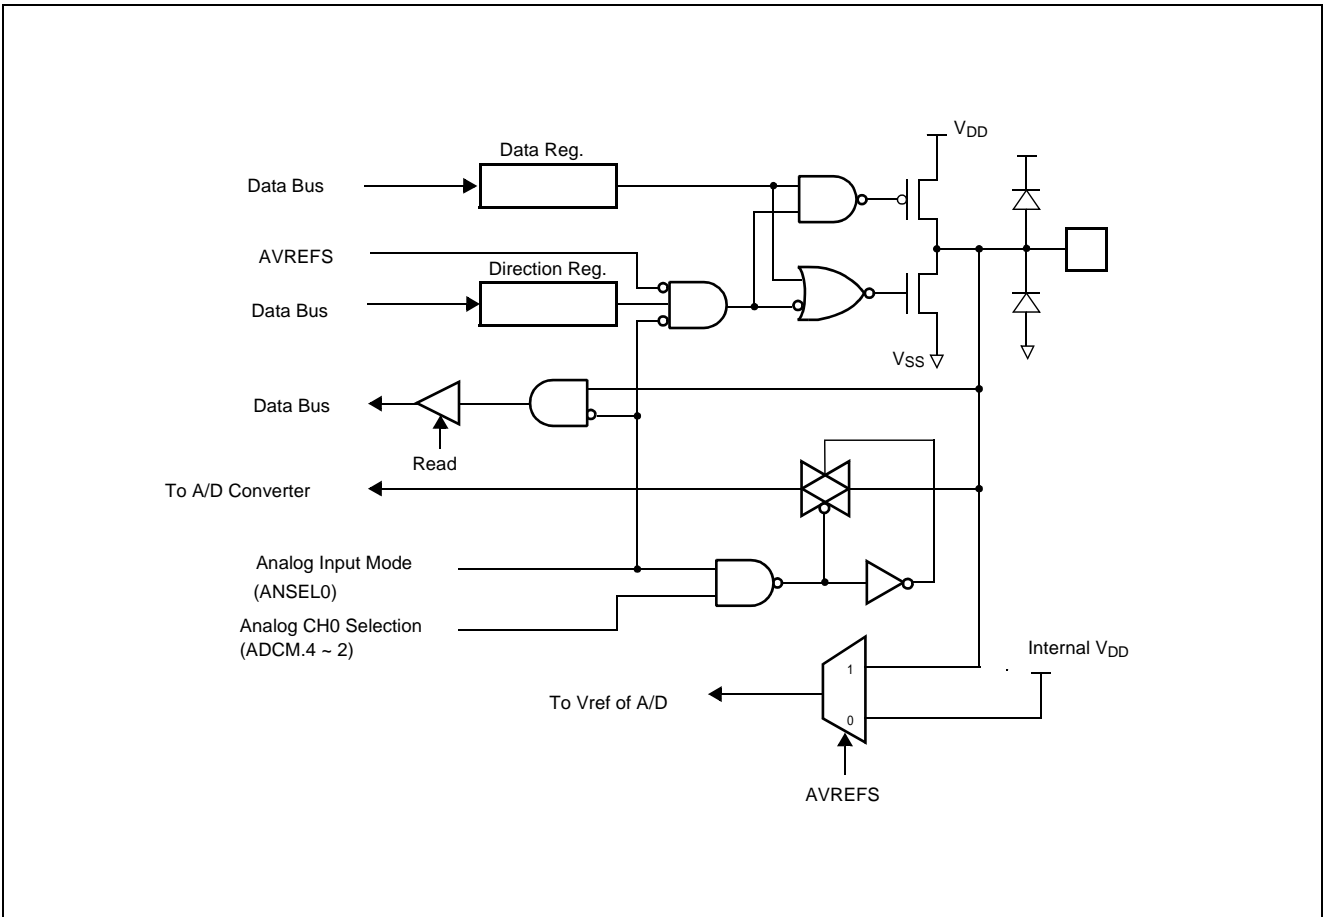 VDD
Data Reg.
Data Bus
AVREFS
Direction Reg.
Data Bus
VSS
Data Bus
Read
To A/D Converter
Analog Input Mode
(ANSEL0)
Analog CH0 Selection
(ADCM.4 ~ 2)
Internal VDD
1
To Vref of A/D
0
AVREFS